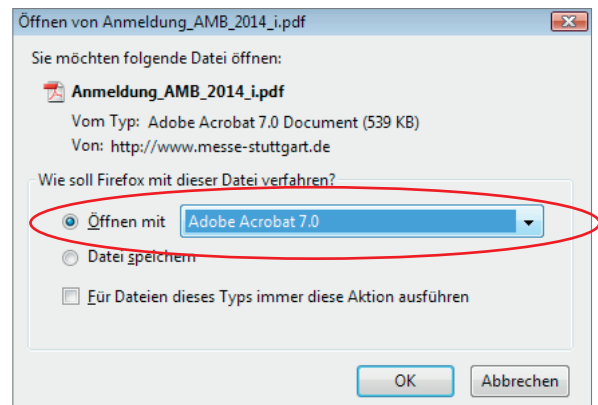 Öffnen von Anmeldung_AMB_2014_i.pdf
Sie möchten folgende Datei öffnen:
Anmeldung_AMB_2014_i.pdf
Vom Typ: Adobe Acrobat 7.0 Document (539 KB)
Von: http://www.messe-stuttgart.de
Wie soll Firefox mit dieser Datei verfahren?
Öffnen mit Adobe Acrobat 7.0
Datei speichern
Für Dateien dieses Typs immer diese Aktion ausführen
OK Abbrechen